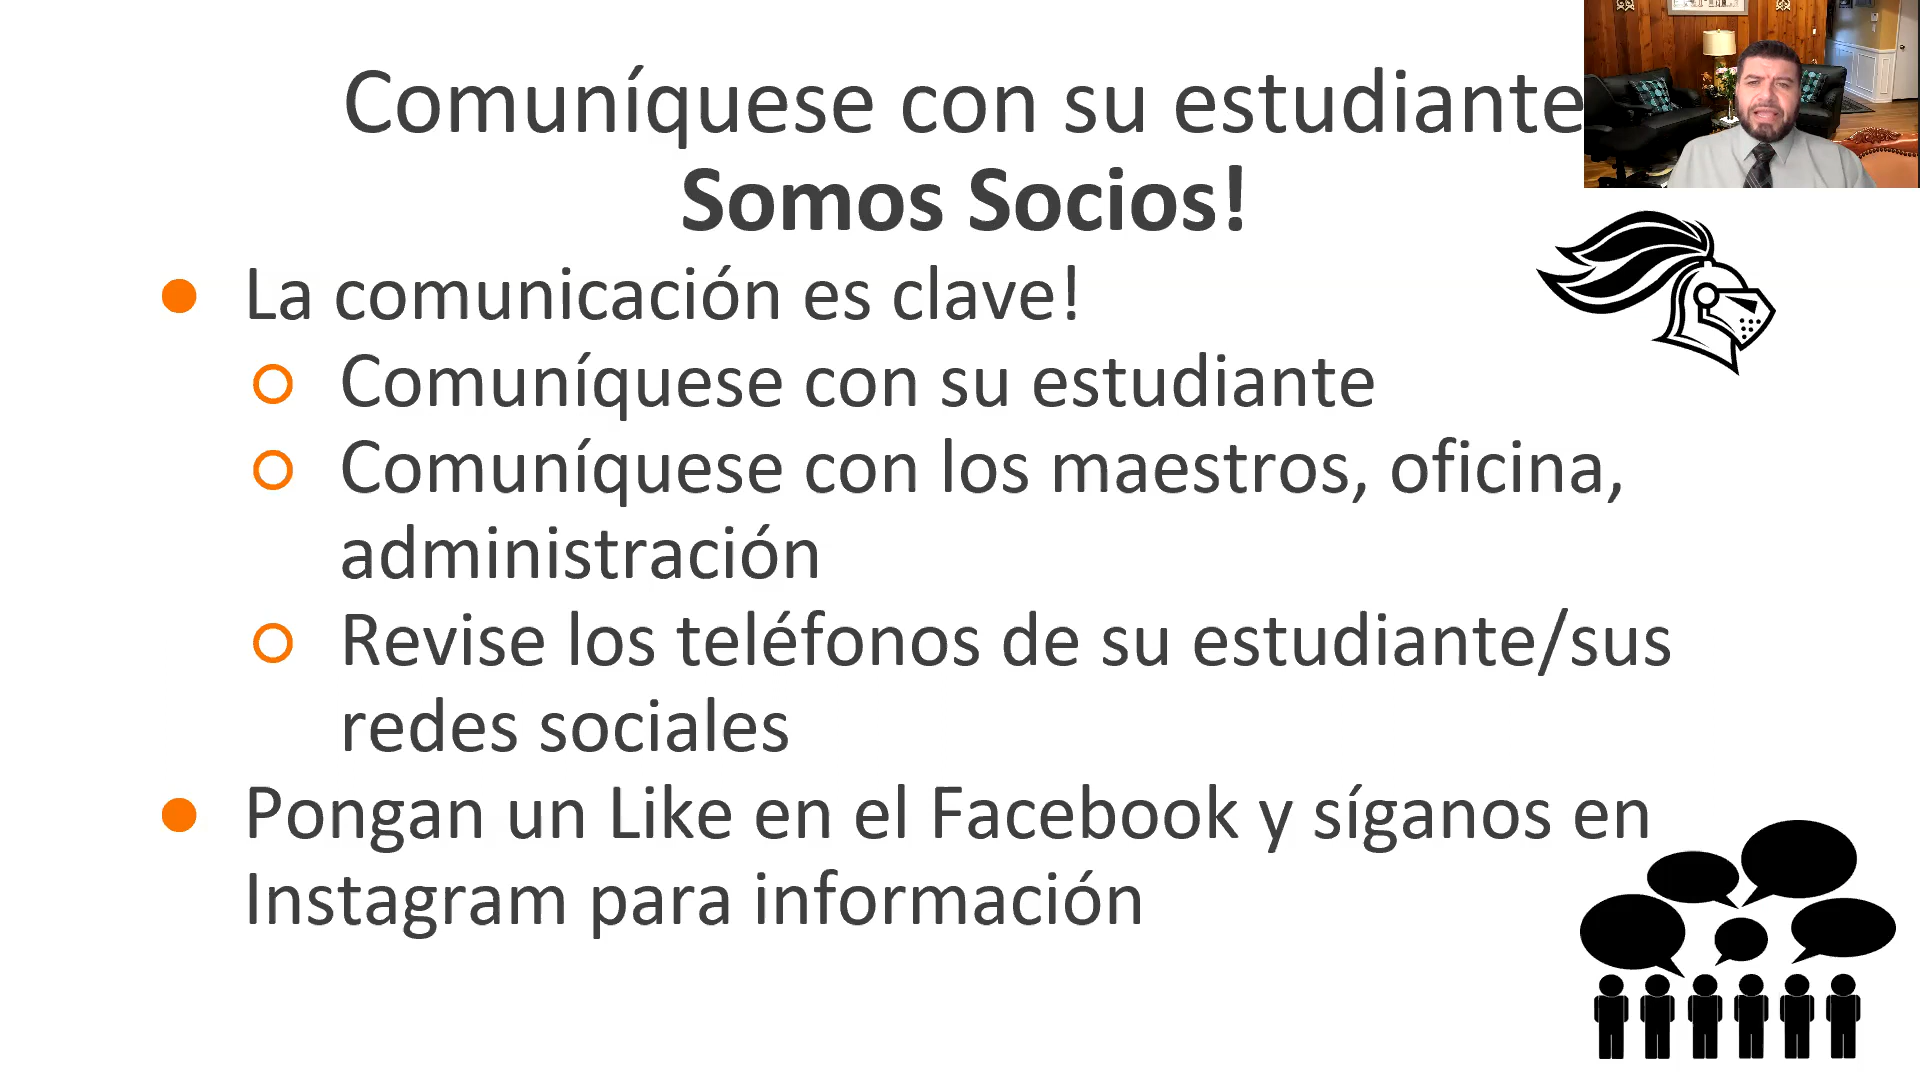 Comuníquese con su estudiante
Somos Socios!
La comunicación es clave!
Comuníquese con su estudiante
Comuníquese con los maestros, oficina,
administración
Revise los teléfonos de su estudiante/sus
redes sociales
Pongan un Like en el Facebook y síganos en
Instagram para información